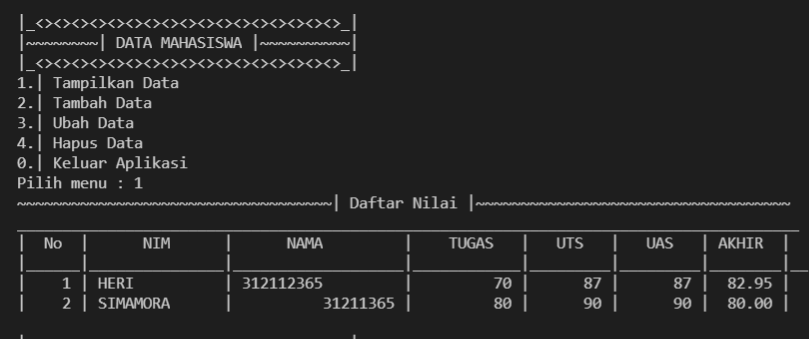 |_<><><><><><><><><><><><><><><><><>_|
|~~~~~~~~| DATA MAHASISWA |~~~~~~~~~~|
|_<><><><><><><><><><><><><><><><><>_|
1.| Tampilkan Data
2.| Tambah Data
3.| Ubah Data
4.| Hapus Data
0.| Keluar Aplikasi
Pilih menu : 1
~~~~~~~~~~~~~~~~~~~~~~~~~~~~~~~~~~~| Daftar Nilai |~~~~~~~~~~~~~~~~~~~~~~~~~~~~~~~~~~~
| No | NIM | NAMA | TUGAS | UTS | UAS | AKHIR |
| 1 | HERI | 312112365 | 70 | 87 | 87 | 82.95 |
| 2 | SIMAMORA | 31211365 | 80 | 90 | 90 | 80.00 |